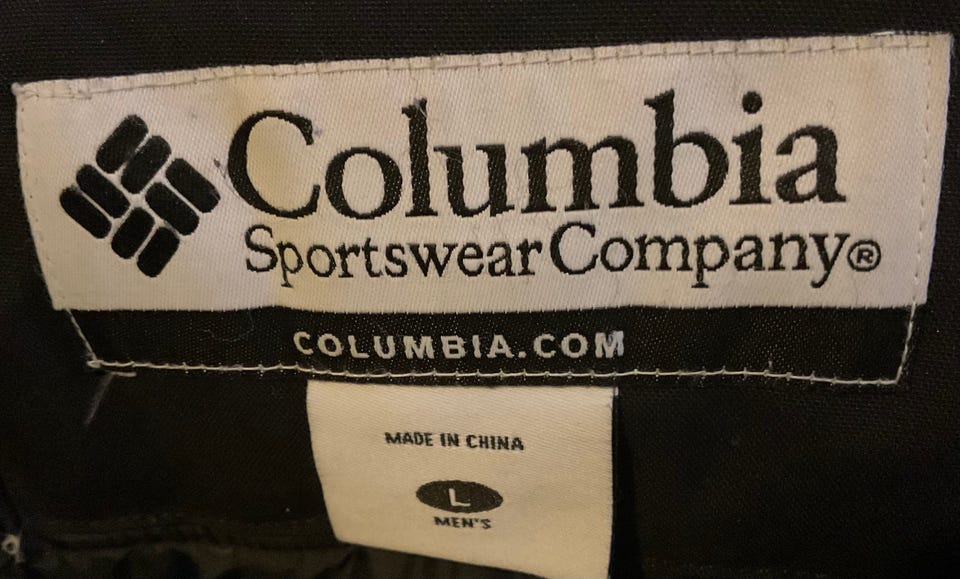 Columbia
Sportswear Company®
COLUMBIA.COM
MADE IN CHINA
L
MEN'S